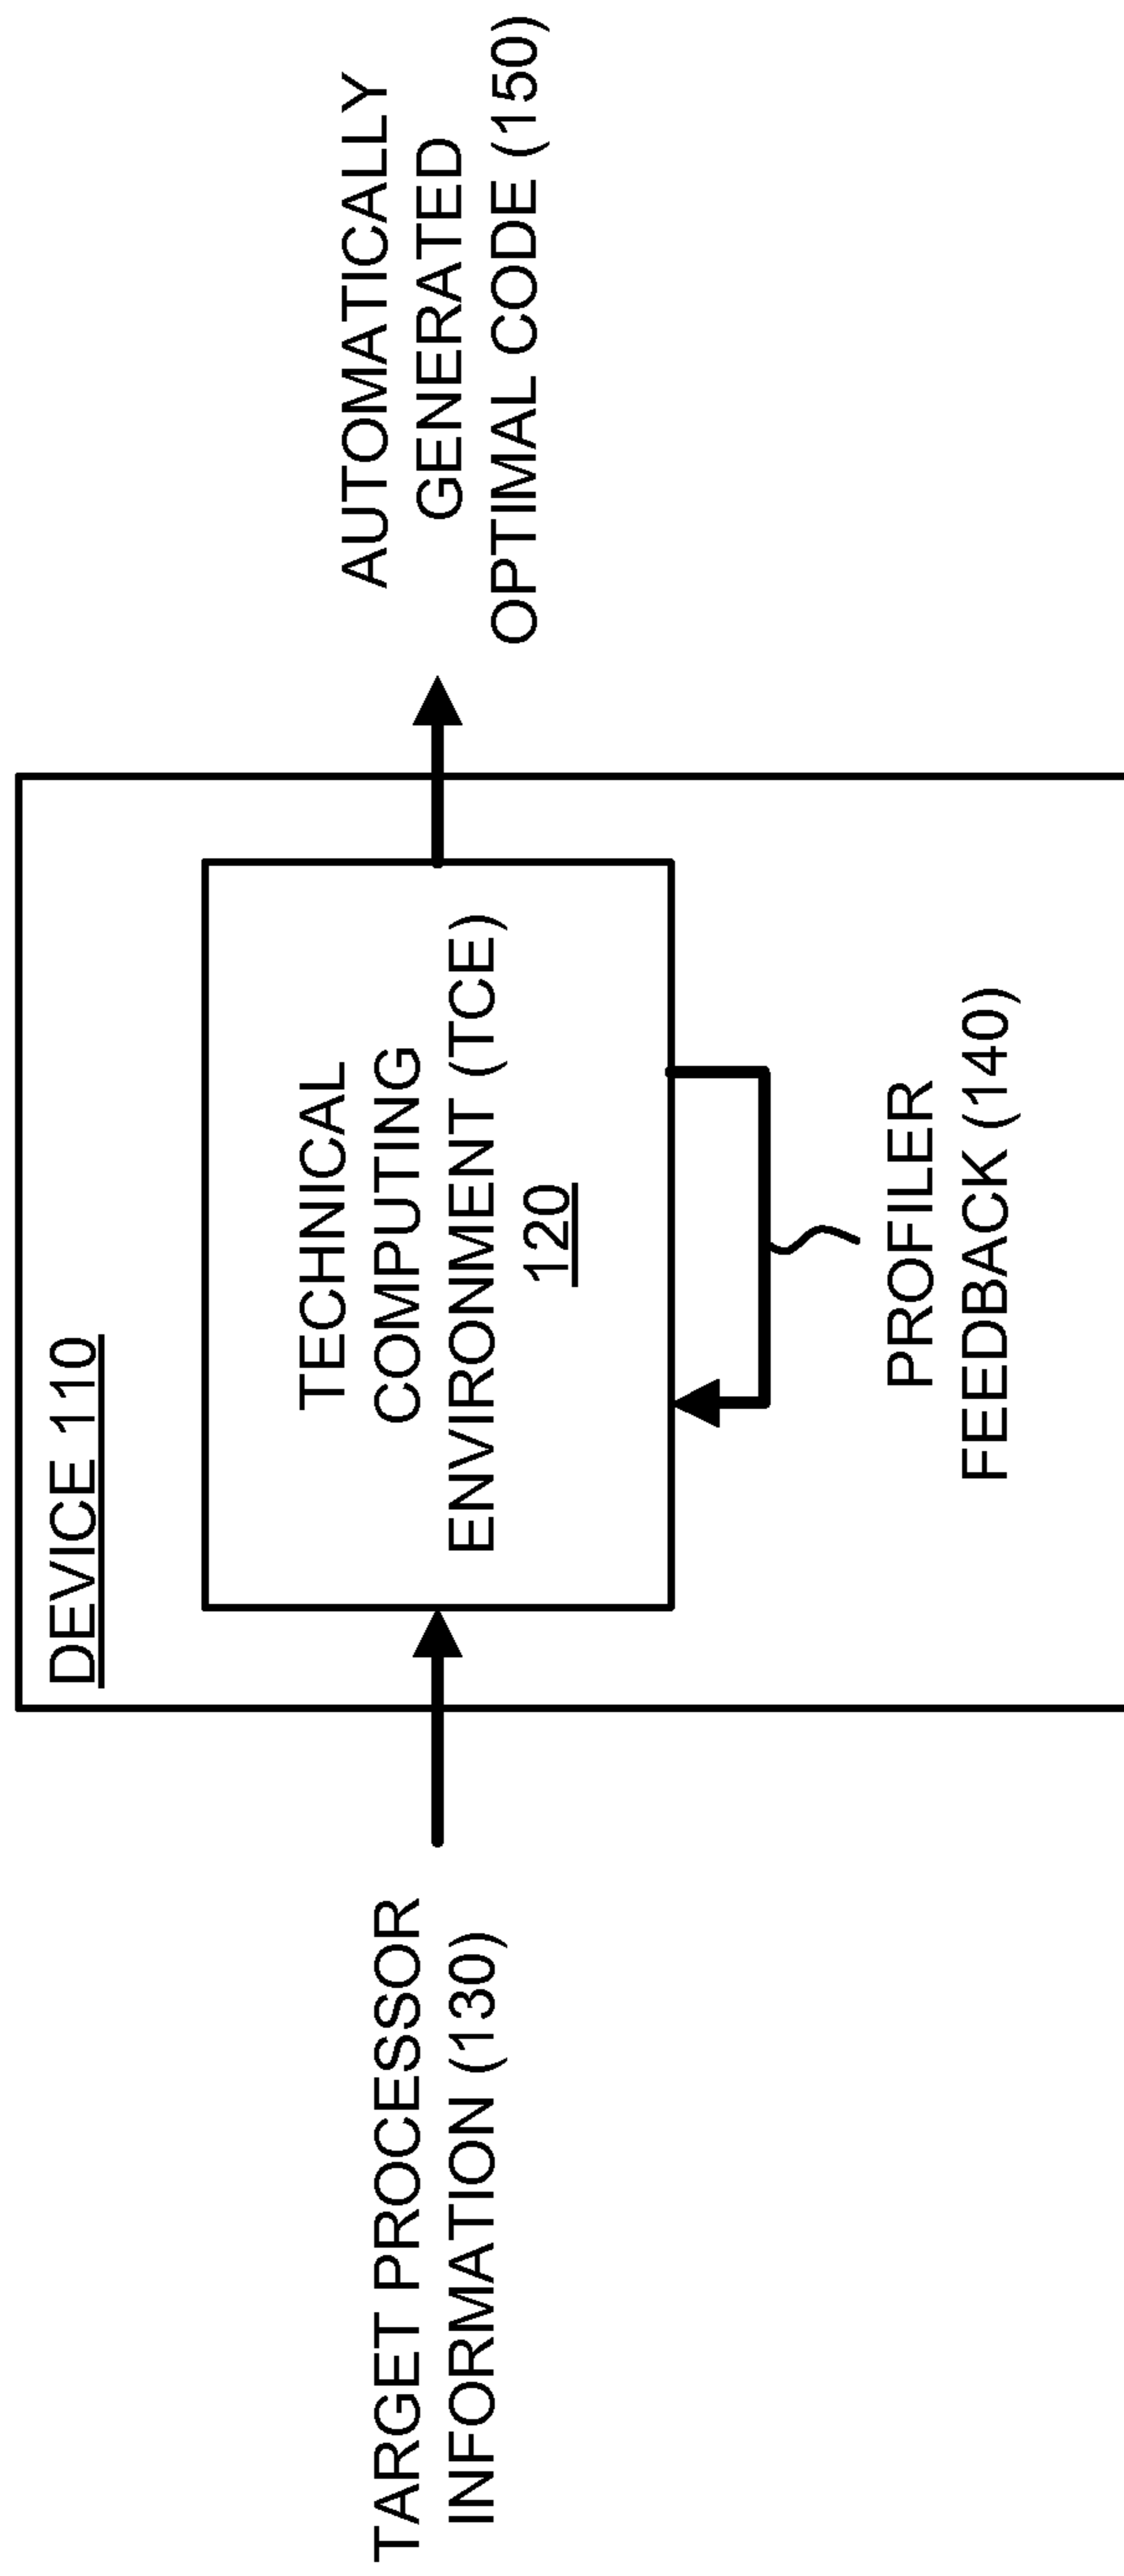 DEVICE 110
TARGET PROCESSOR
INFORMATION (130)
TECHNICAL
COMPUTING
ENVIRONMENT (TCE)
120
PROFILER
FEEDBACK (140)
AUTOMATICALLY
GENERATED
OPTIMAL CODE (150)